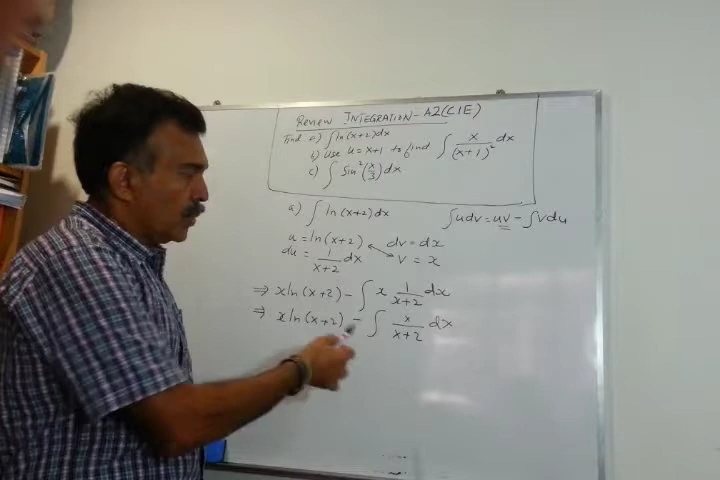 REVIEW INTEGRATION - A2 (CIE)
Find a) ∫ ln(x+2) dx
b) Use u = x+1 to find ∫ x/(x+1)² dx
c) ∫ Sin²(x/3) dx
a) ∫ ln(x+2) dx ∫udv = uv - ∫vdu
u = ln(x+2) dv = dx
du = 1/(x+2) dx v = x
⇒ x ln(x+2) - ∫ x 1/(x+2) dx
⇒ x ln(x+2) - ∫ x/(x+2) dx